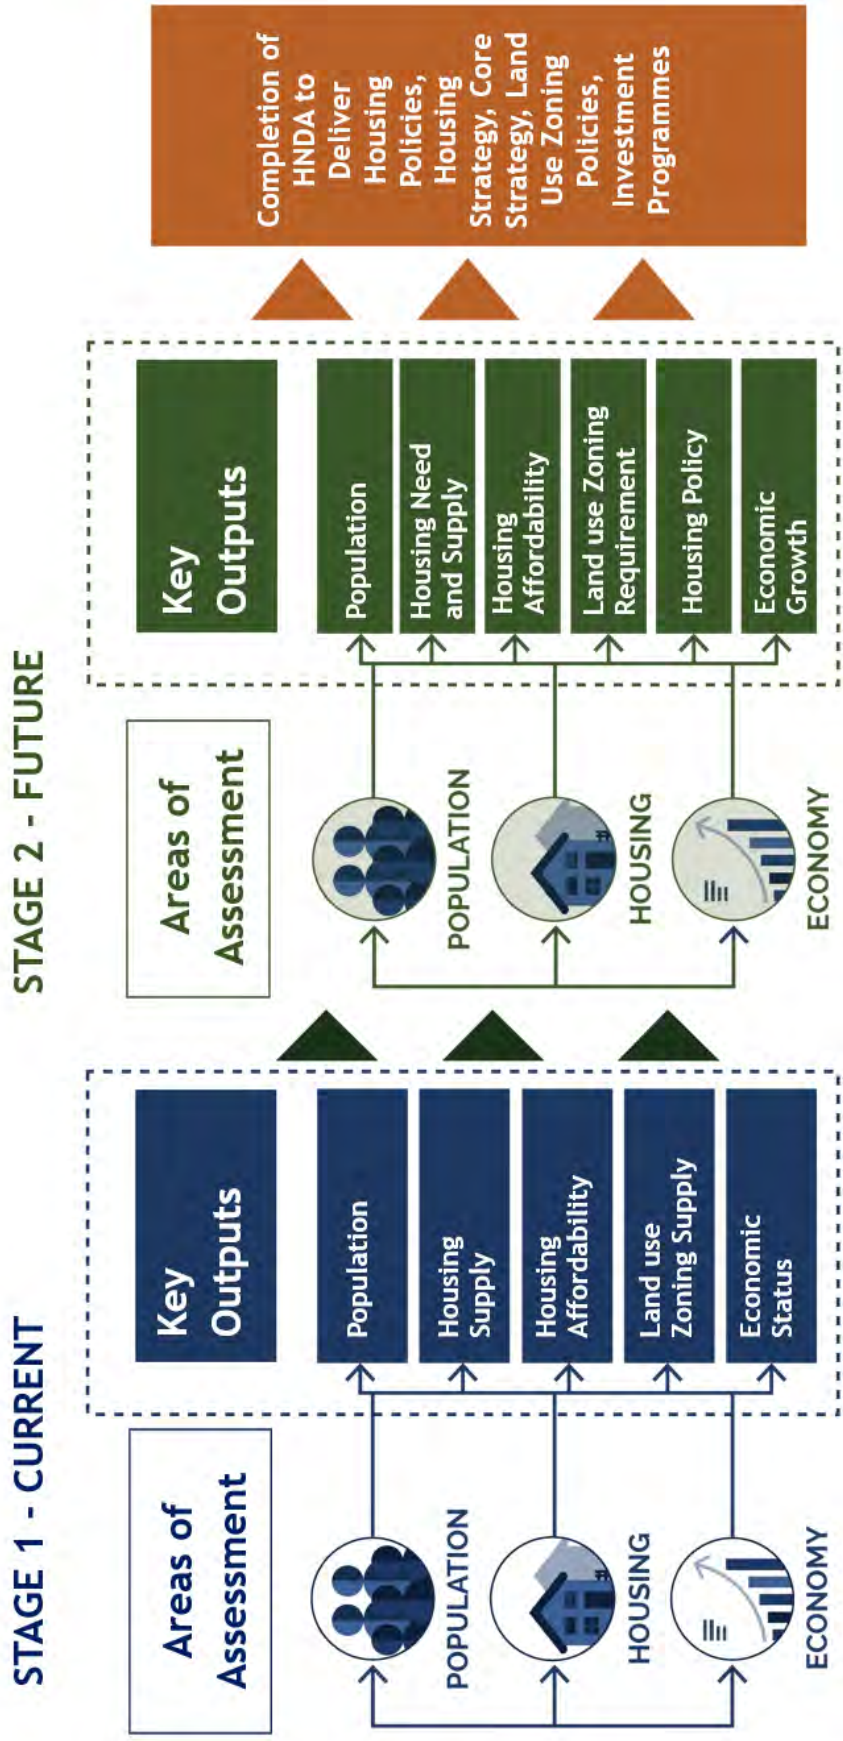 STAGE 1 - CURRENT
Areas of
Assessment
POPULATION
HOUSING
ECONOMY
Key
Outputs
Population
Housing
Supply
Housing
Affordability
Land use
Zoning Supply
Economic
Status
STAGE 2 - FUTURE
Areas of
Assessment
POPULATION
HOUSING
ECONOMY
Key
Outputs
Population
Housing Need
and Supply
Housing
Affordability
Land use Zoning
Requirement
Housing Policy
Economic
Growth
Completion of
HNDA to
Deliver
Housing
Policies,
Housing
Strategy, Core
Strategy, Land
Use Zoning
Policies,
Investment
Programmes